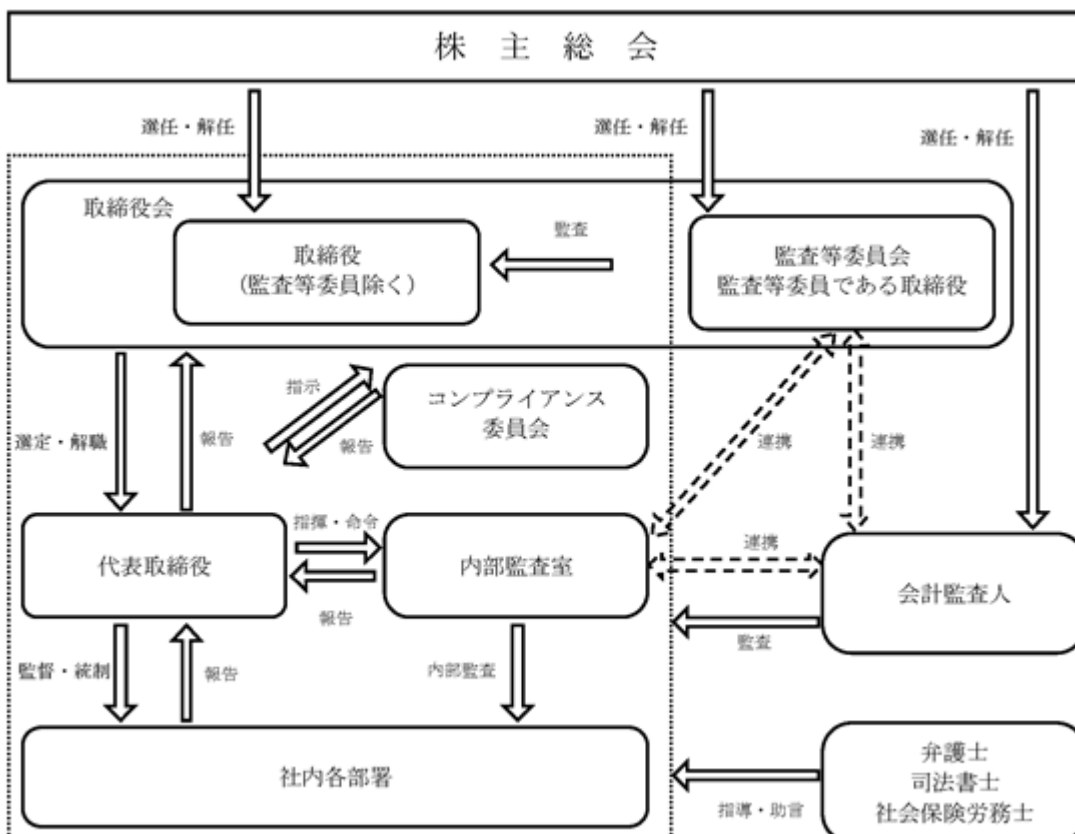 株主総会
選任・解任
選任・解任
選任・解任
取締役会
取締役
(監査等委員除く)
監査
監査等委員会
監査等委員である取締役
選定・解職
報告
指示
報告
コンプライアンス
委員会
連携
連携
代表取締役
指揮・命令
報告
内部監査室
連携
会計監査人
監査
監督・統制
報告
内部監査
社内各部署
指導・助言
弁護士
司法書士
社会保険労務士